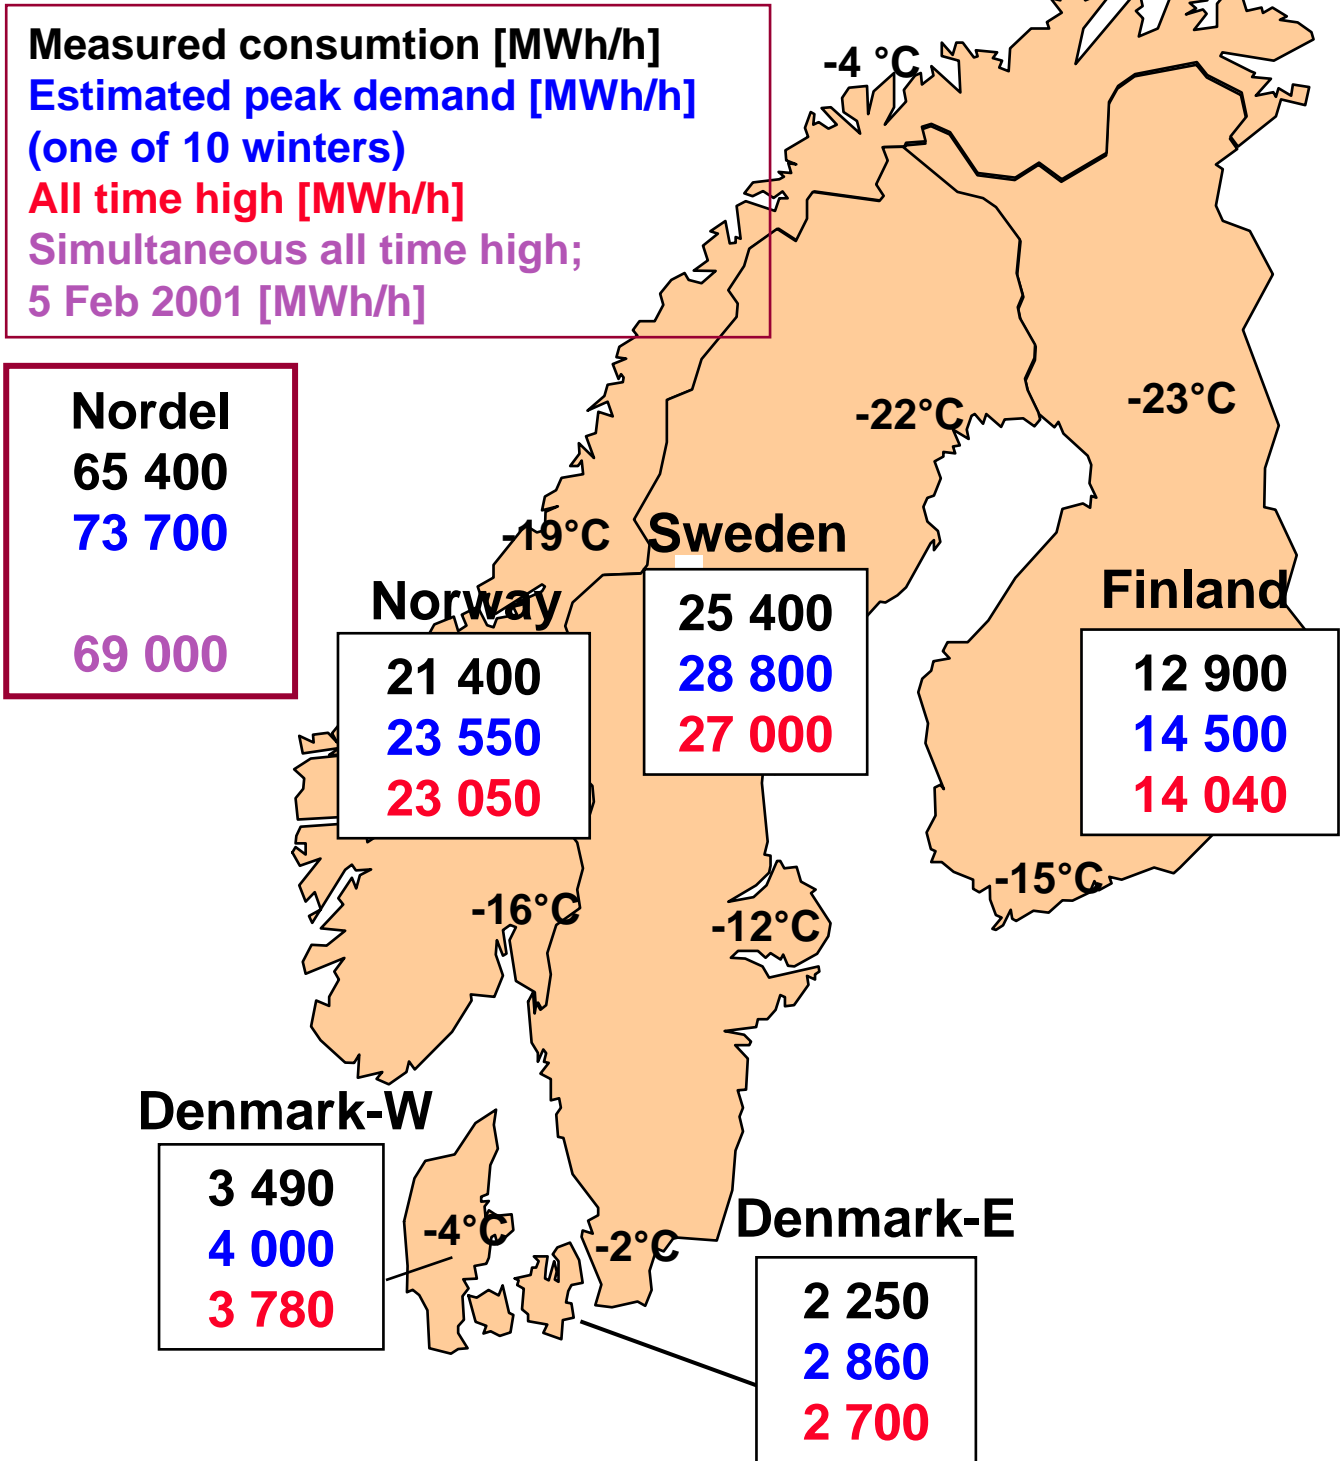 Measured consumtion [MWh/h]
Estimated peak demand [MWh/h]
(one of 10 winters)
All time high [MWh/h]
Simultaneous all time high;
5 Feb 2001 [MWh/h]
-4 °C
Nordel
65 400
73 700
69 000
-22°C
-23°C
-19°C
Sweden
25 400
28 800
27 000
Norway
21 400
23 550
23 050
Finland
12 900
14 500
14 040
-15°C
-16°C
-12°C
Denmark-W
3 490
4 000
3 780
-4°C
-2°C
Denmark-E
2 250
2 860
2 700